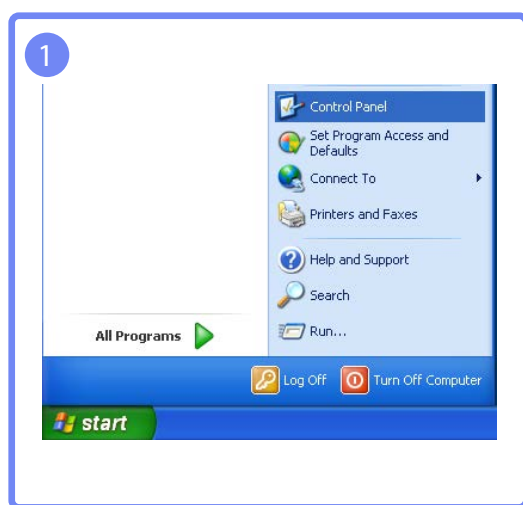 1
Control Panel
Set Program Access and
Defaults
Connect To
Printers and Faxes
Help and Support
Search
Run...
All Programs
Log Off
Turn Off Computer
start